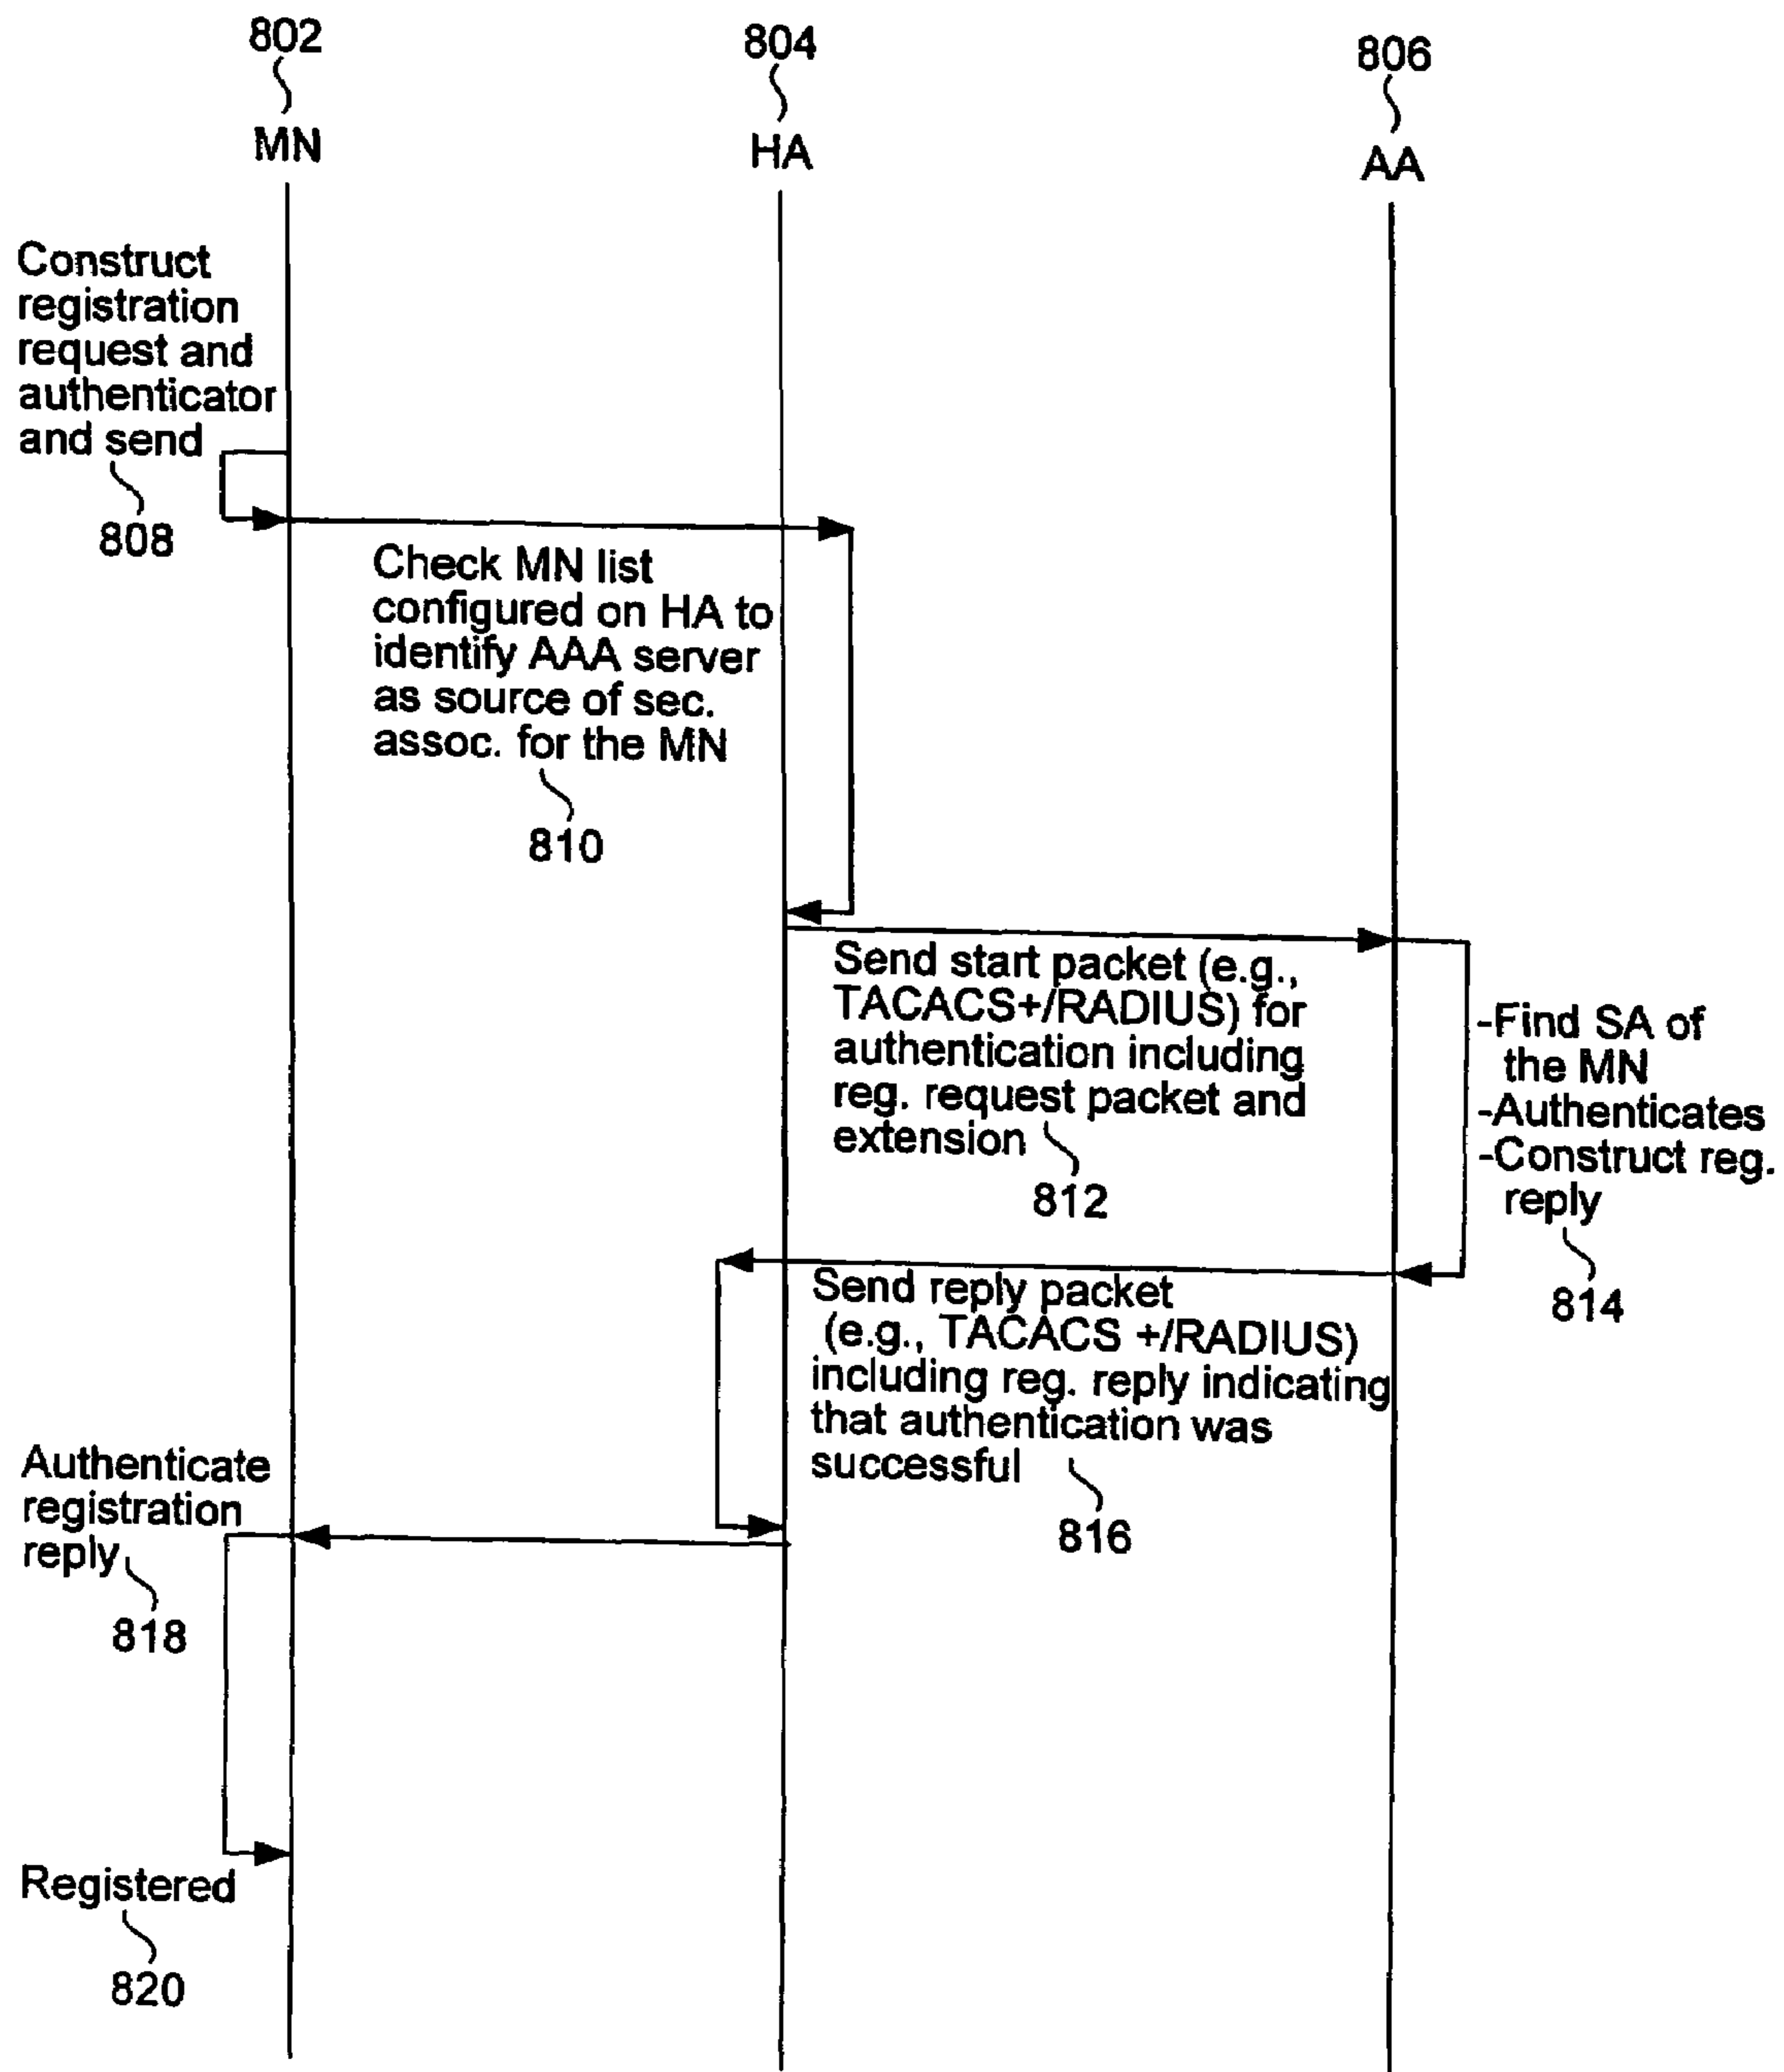 802
804
806
MN
HA
AA
Construct
registration
request and
authenticator
and send
808
Check MN list
configured on HA to
identify AAA server
as source of sec.
assoc. for the MN
810
Send start packet (e.g.,
TACACS+/RADIUS) for
authentication including
reg. request packet and
extension
812
-Find SA of
the MN
-Authenticates
-Construct reg.
reply
814
Send reply packet
(e.g., TACACS +/RADIUS)
including reg. reply indicating
that authentication was
successful
816
Authenticate
registration
reply
818
Registered
820